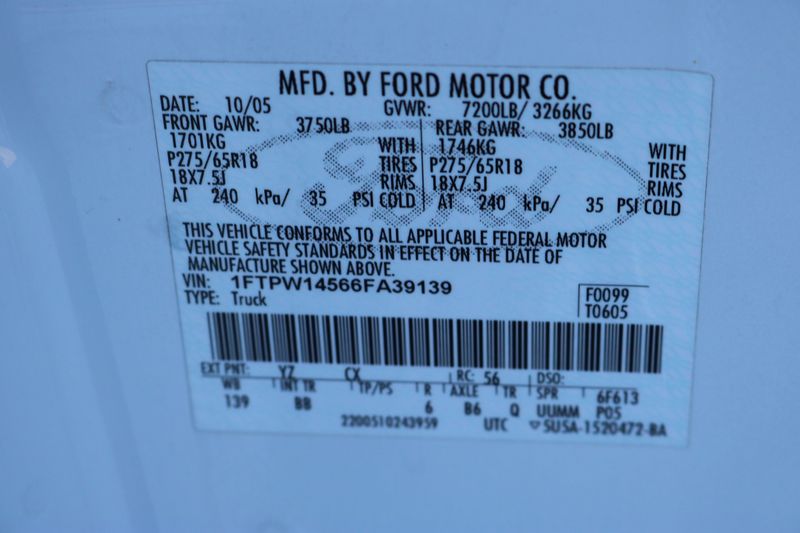 MFD. BY FORD MOTOR CO.
DATE: 10/05 GVWR: 7200LB/ 3266KG
FRONT GAWR: 3750LB REAR GAWR: 3850LB
1701KG WITH 1746KG WITH
P275/65R18 TIRES P275/65R18 TIRES
18X7.5J RIMS 18X7.5J RIMS
AT 240 kPa/ 35 PSI COLD AT 240 kPa/ 35 PSI COLD
Ford
THIS VEHICLE CONFORMS TO ALL APPLICABLE FEDERAL MOTOR
VEHICLE SAFETY STANDARDS IN EFFECT ON THE DATE OF
MANUFACTURE SHOWN ABOVE.
VIN: 1FTPW14566FA39139
TYPE: Truck
F0099
T0605
EXT PNT: YZ CX RC: 56 DSO:
WB INT TR TP/PS R AXLE TR SPR 6F613
139 BB 6 B6 Q UUMM P05
2200510243959 UTC ▽SU5A-1520472-BA